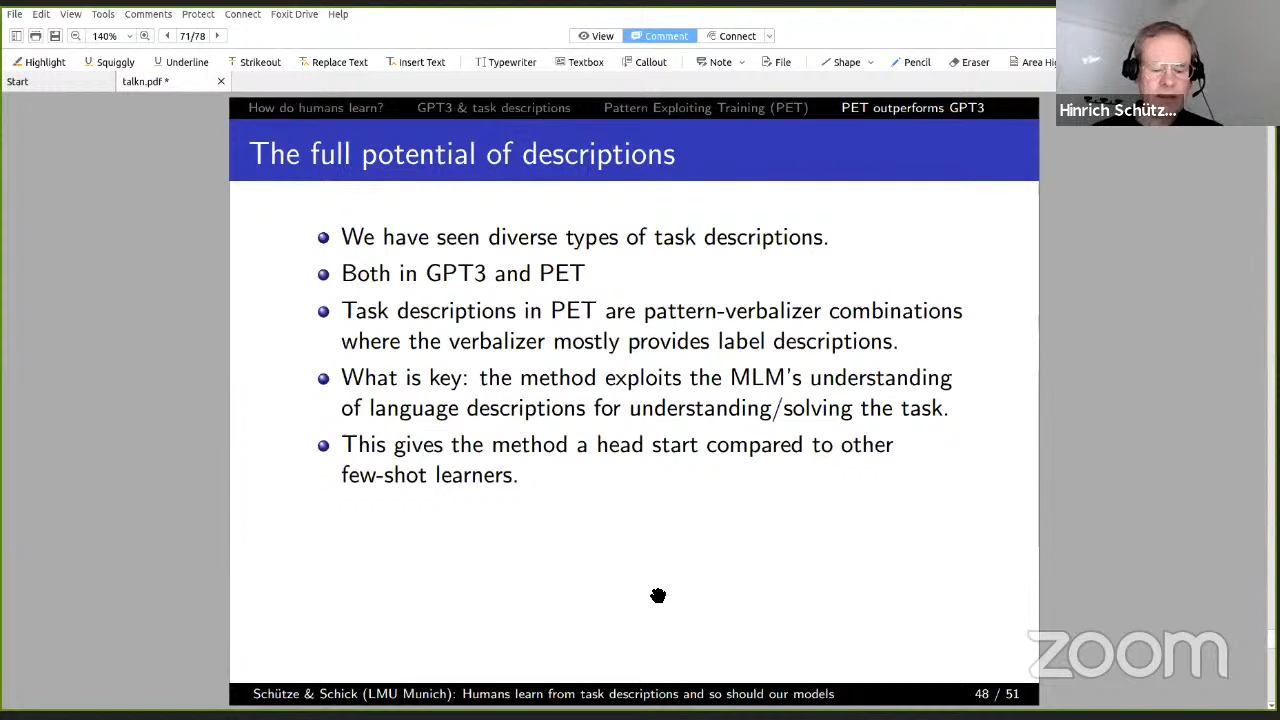 File Edit View Tools Comments Protect Connect Foxit Drive Help
140% 71/78 View Comment Connect
Highlight Squiggly Underline Strikeout Replace Text Insert Text Typewriter Textbox Callout Note File Shape Pencil Eraser Area Hi
Start talkn.pdf *
Hinrich Schütz...
How do humans learn? GPT3 & task descriptions Pattern Exploiting Training (PET) PET outperforms GPT3
The full potential of descriptions
We have seen diverse types of task descriptions.
Both in GPT3 and PET
Task descriptions in PET are pattern-verbalizer combinations
where the verbalizer mostly provides label descriptions.
What is key: the method exploits the MLM's understanding
of language descriptions for understanding/solving the task.
This gives the method a head start compared to other
few-shot learners.
zoom
Schütze & Schick (LMU Munich): Humans learn from task descriptions and so should our models 48 / 51